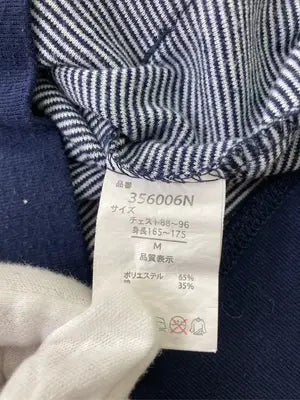 品番
356006N
サイズ
チェスト88~96
身長165~175
M
品質表示
ポリエステル 65%
綿 35%